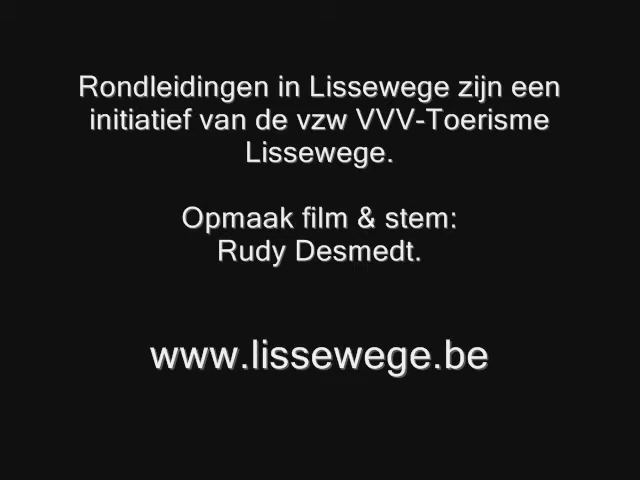 Rondleidingen in Lissewege zijn een
initiatief van de vzw VVV-Toerisme
Lissewege.
Opmaak film & stem:
Rudy Desmedt.
www.lissewege.be